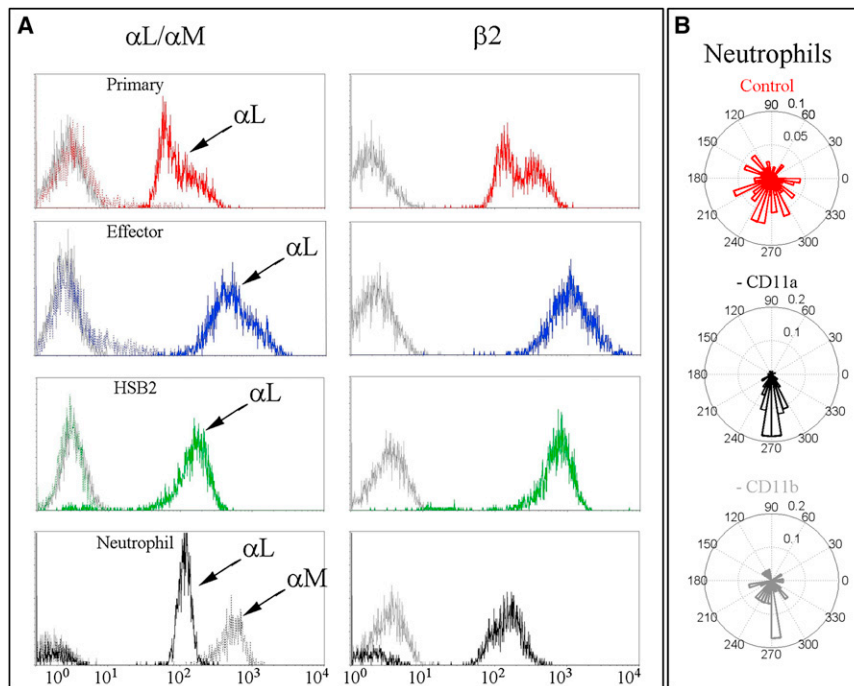 A
αL/αM
β2
Primary
αL
Effector
αL
HSB2
αL
Neutrophil
αL
αM
10⁰ 10¹ 10² 10³ 10⁴
10⁰ 10¹ 10² 10³ 10⁴
B
Neutrophils
Control
90 0.1
120 60
0.05
150 30
180 0
210 330
240 300
270
- CD11a
90 0.2
120 60
0.1
150 30
180 0
210 330
240 300
270
- CD11b
90 0.2
120 60
0.1
150 30
180 0
210 330
240 300
270